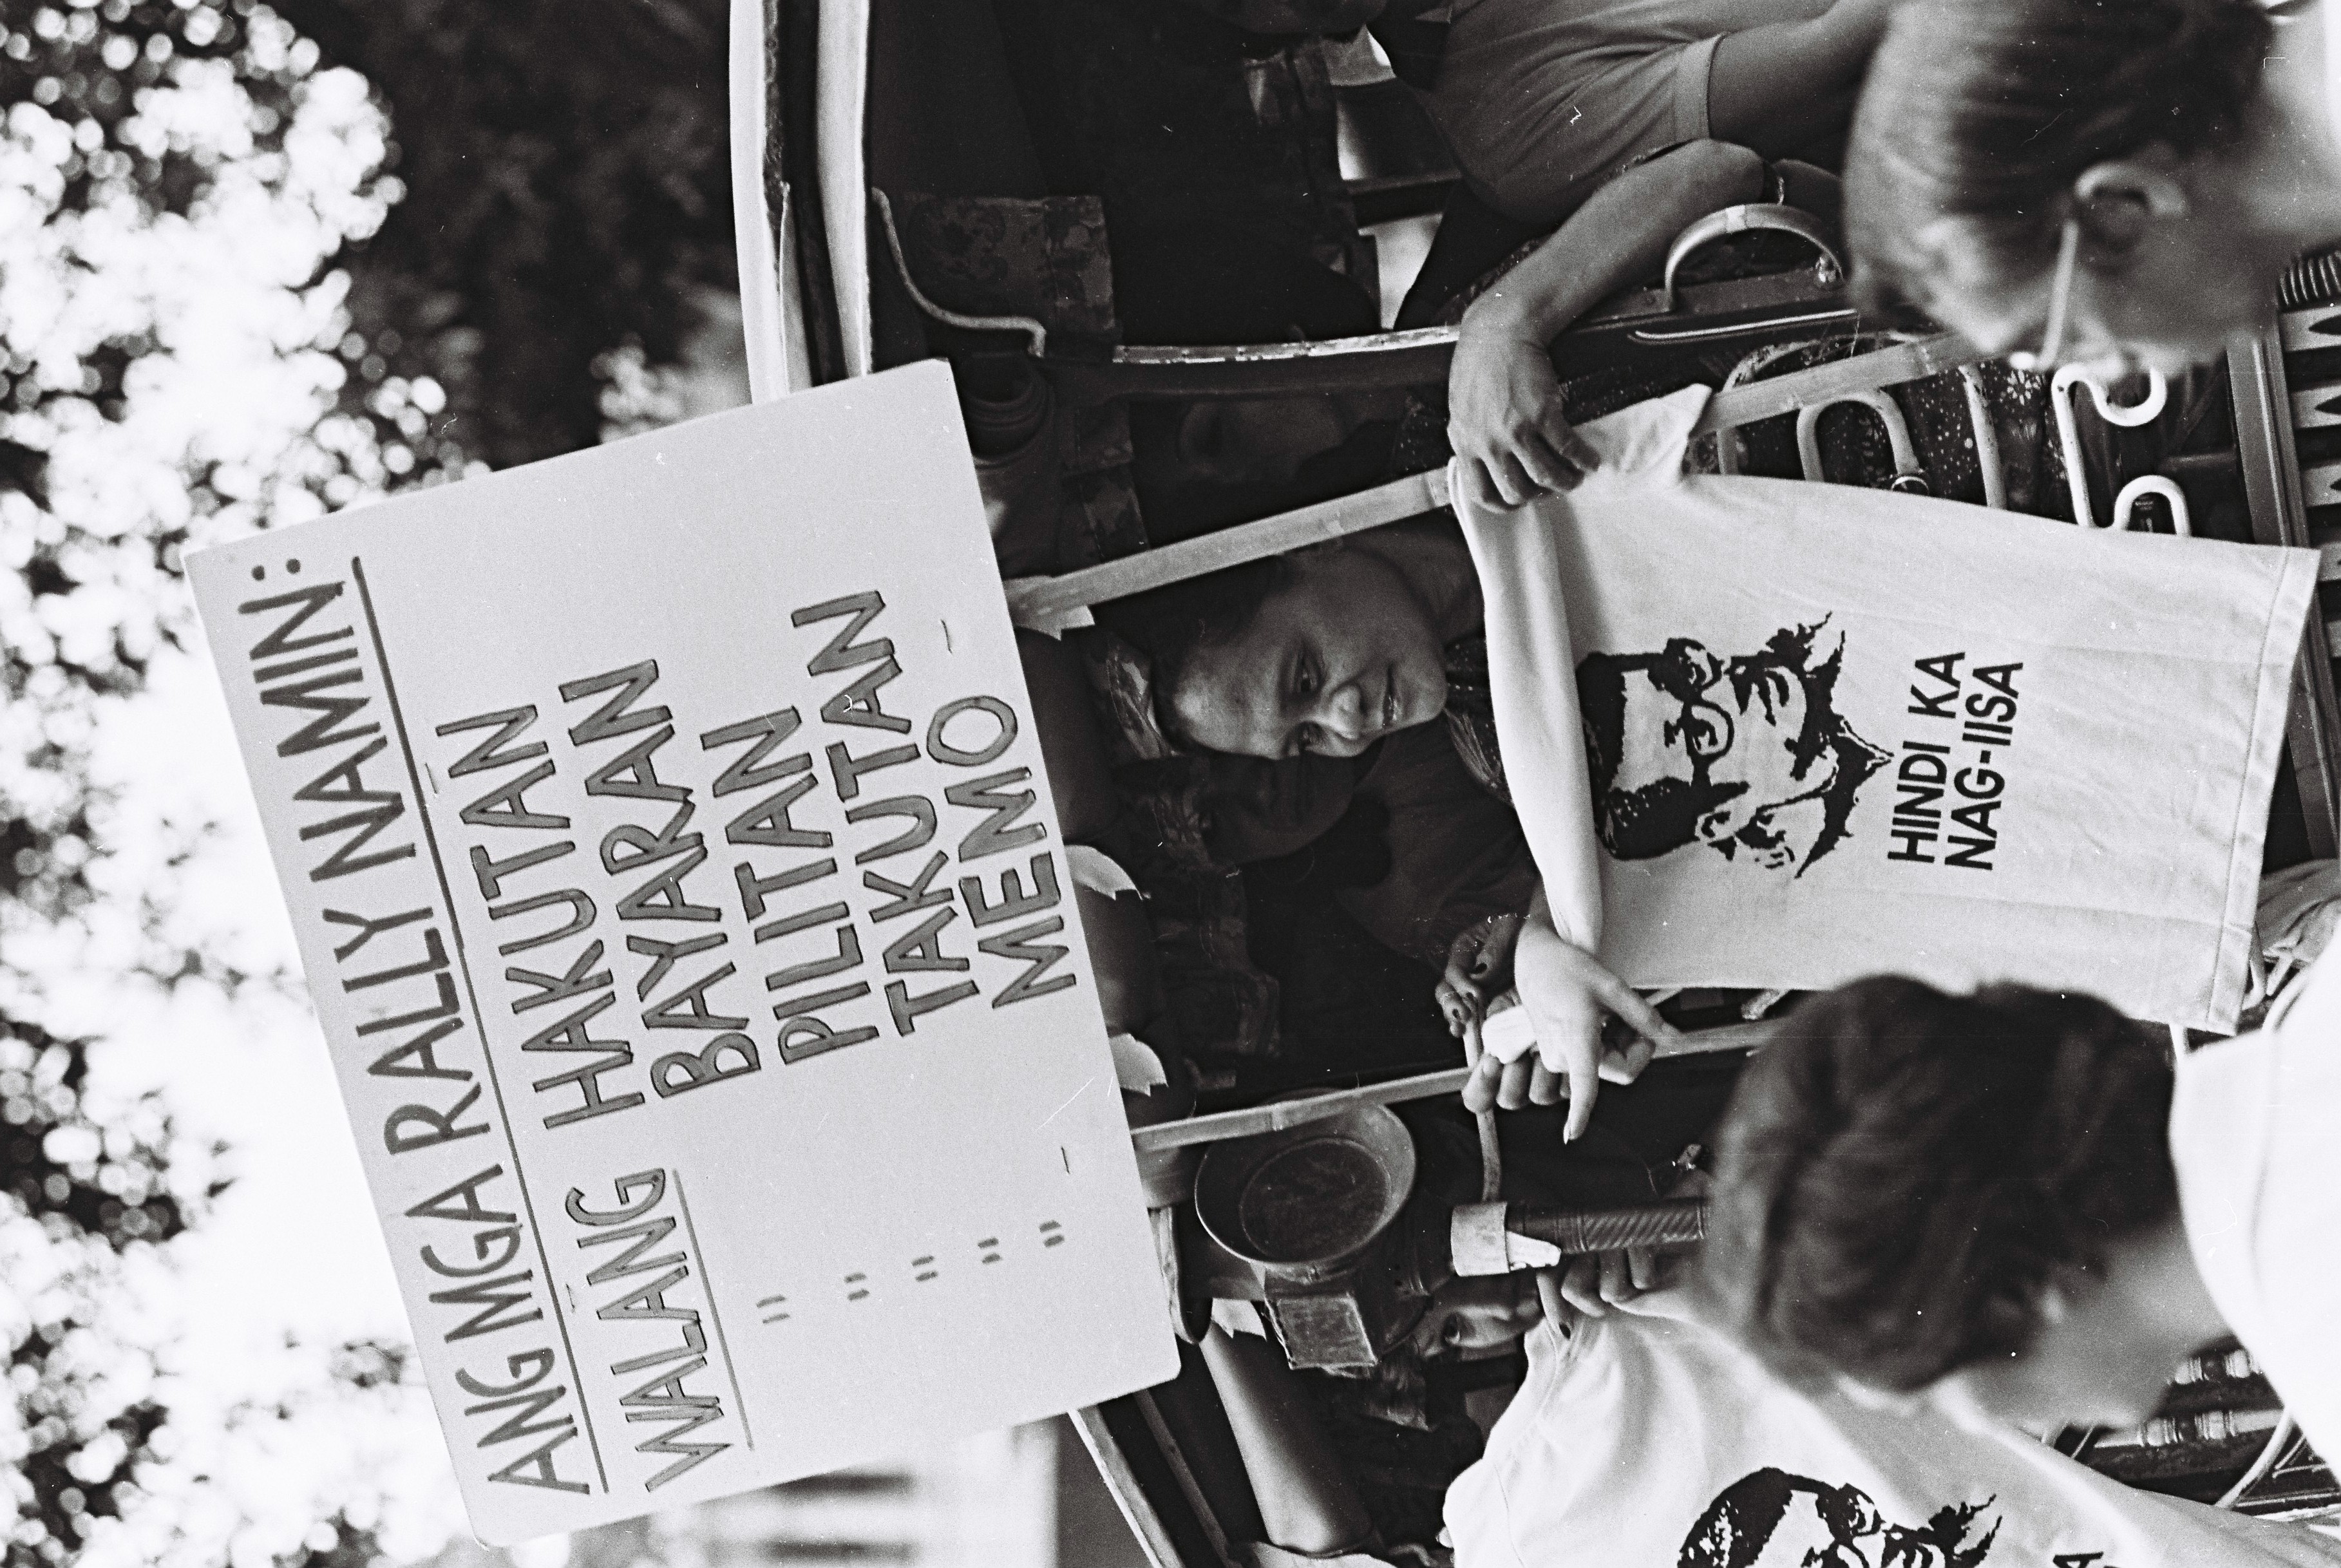 ANG MGA RALLY NAMIN:
WALANG HAKUTAN
" BAYARAN
" PILITAN
" TAKUTAN
" MEMO
"
HINDI KA
NAG-IISA
A